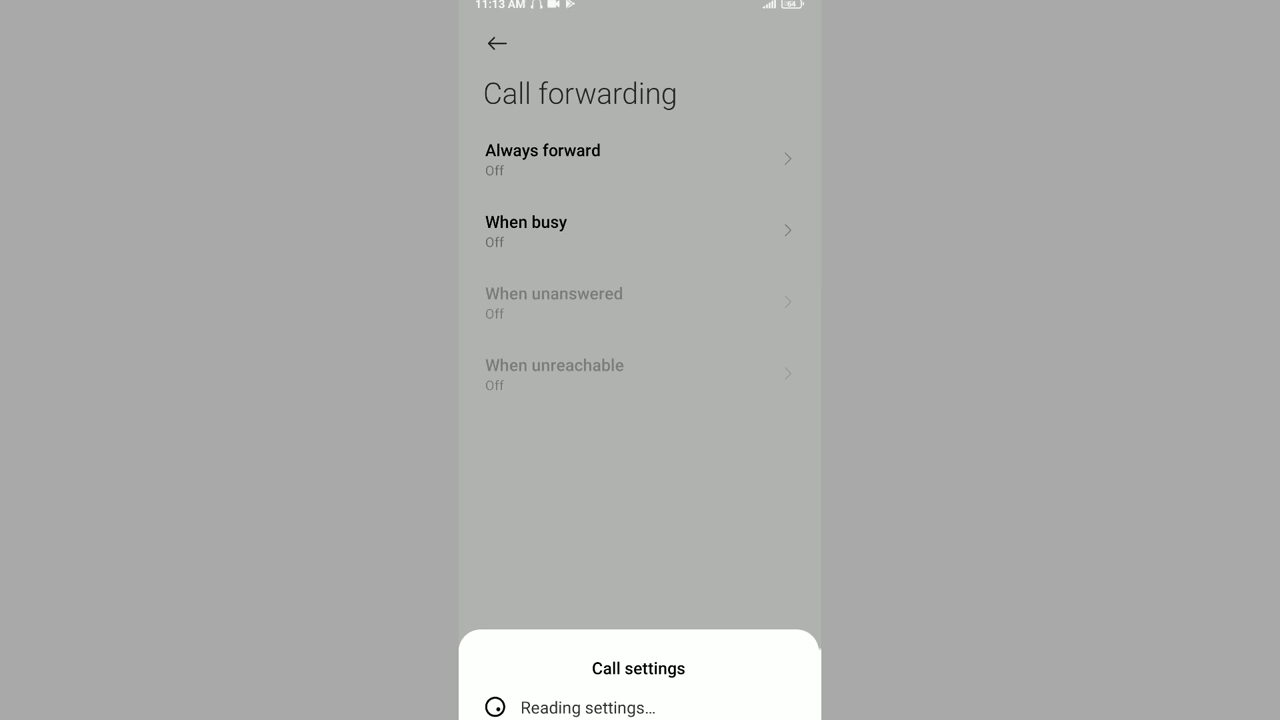 11:13 AM
64
Call forwarding
Always forward
Off
When busy
Off
When unanswered
Off
When unreachable
Off
Call settings
Reading settings...